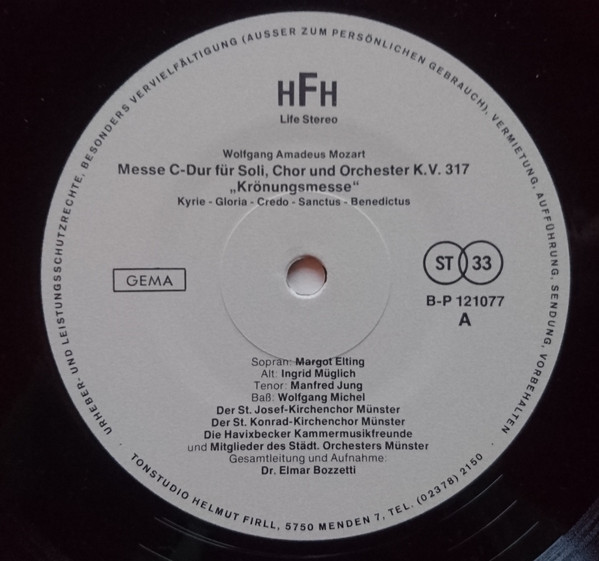 URHEBER- UND LEISTUNGSSCHUTZRECHTE, BESONDERS VERVIELFÄLTIGUNG (AUSSER ZUM PERSÖNLICHEN GEBRAUCH), VERMIETUNG, AUFFÜHRUNG, SENDUNG, VORBEHALTEN
HFH
Life Stereo
Wolfgang Amadeus Mozart
Messe C-Dur für Soli, Chor und Orchester K.V. 317
„Krönungsmesse“
Kyrie - Gloria - Credo - Sanctus - Benedictus
GEMA
ST 33
B-P 121077
A
Sopran: Margot Elting
Alt: Ingrid Müglich
Tenor: Manfred Jung
Baß: Wolfgang Michel
Der St. Josef-Kirchenchor Münster
Der St. Konrad-Kirchenchor Münster
Die Havixbecker Kammermusikfreunde
und Mitglieder des Städt. Orchesters Münster
Gesamtleitung und Aufnahme:
Dr. Elmar Bozzetti
· TONSTUDIO HELMUT FIRLL, 5750 MENDEN 7, TEL. (02378) 2150 ·